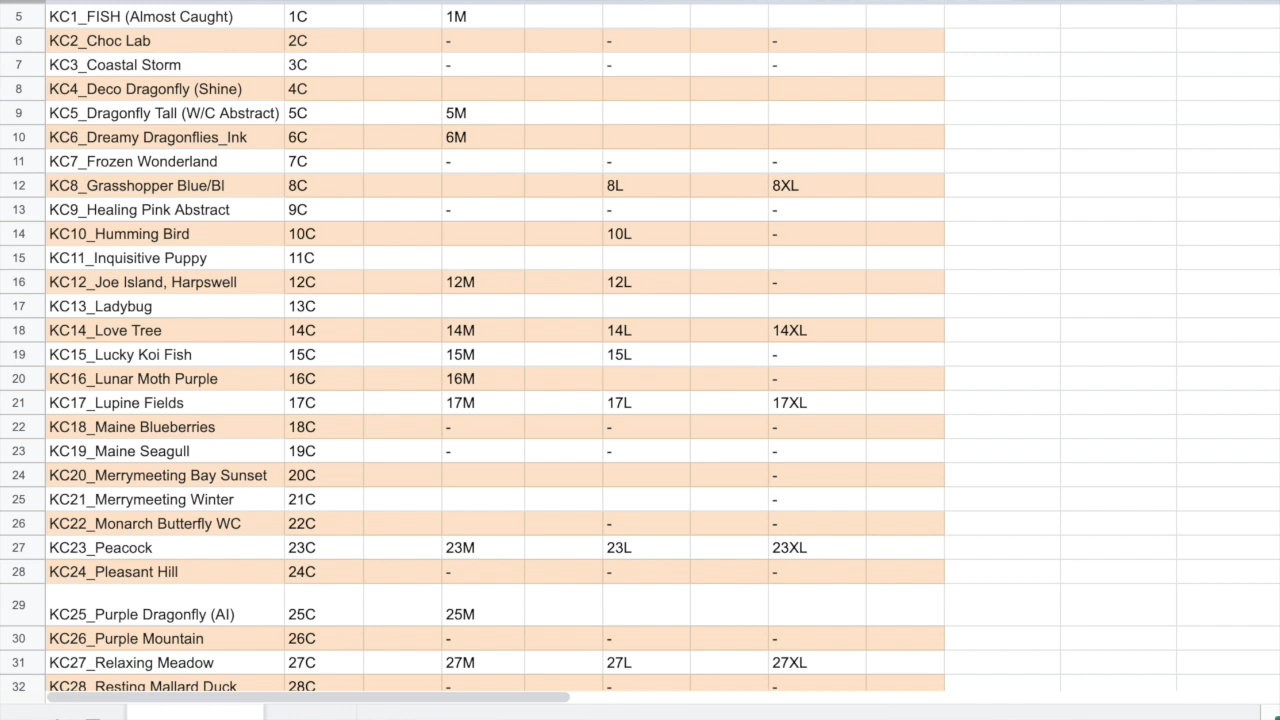 5 KC1_FISH (Almost Caught) 1C 1M
6 KC2_Choc Lab 2C - - -
7 KC3_Coastal Storm 3C - - -
8 KC4_Deco Dragonfly (Shine) 4C
9 KC5_Dragonfly Tall (W/C Abstract) 5C 5M
10 KC6_Dreamy Dragonflies_Ink 6C 6M
11 KC7_Frozen Wonderland 7C - - -
12 KC8_Grasshopper Blue/Bl 8C 8L 8XL
13 KC9_Healing Pink Abstract 9C - - -
14 KC10_Humming Bird 10C 10L -
15 KC11_Inquisitive Puppy 11C
16 KC12_Joe Island, Harpswell 12C 12M 12L -
17 KC13_Ladybug 13C
18 KC14_Love Tree 14C 14M 14L 14XL
19 KC15_Lucky Koi Fish 15C 15M 15L -
20 KC16_Lunar Moth Purple 16C 16M -
21 KC17_Lupine Fields 17C 17M 17L 17XL
22 KC18_Maine Blueberries 18C - - -
23 KC19_Maine Seagull 19C - - -
24 KC20_Merrymeeting Bay Sunset 20C -
25 KC21_Merrymeeting Winter 21C -
26 KC22_Monarch Butterfly WC 22C - -
27 KC23_Peacock 23C 23M 23L 23XL
28 KC24_Pleasant Hill 24C - - -
29 KC25_Purple Dragonfly (AI) 25C 25M
30 KC26_Purple Mountain 26C - - -
31 KC27_Relaxing Meadow 27C 27M 27L 27XL
32 KC28_Resting Mallard Duck 28C - - -